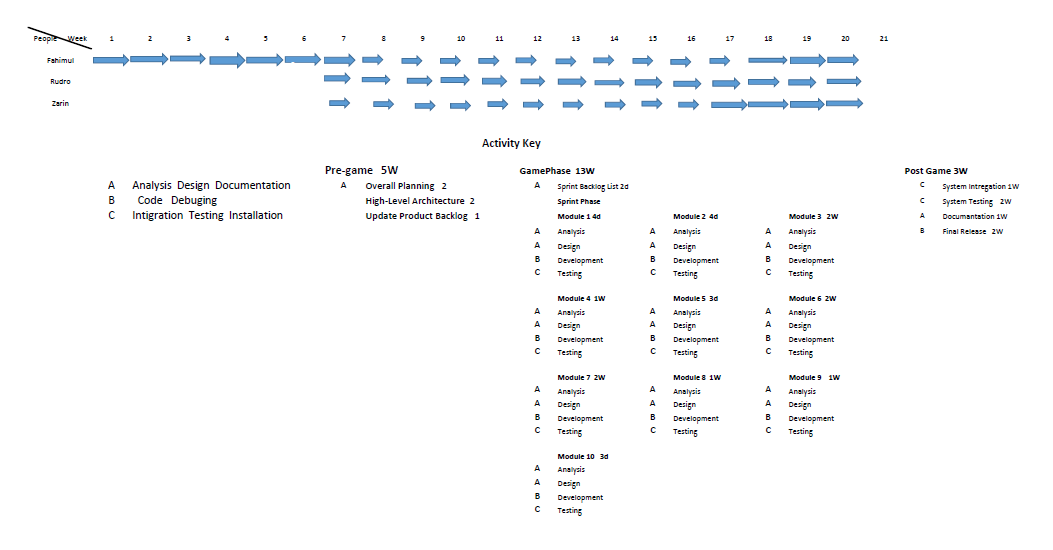 People Week 1 2 3 4 5 6 7 8 9 10 11 12 13 14 15 16 17 18 19 20 21
Fahimul
Rudro
Zarin
Activity Key
Pre-game 5W
GamePhase 13W
Post Game 3W
A Analysis Design Documentation
B Code Debuging
C Intigration Testing Installation
A Overall Planning 2
High-Level Architecture 2
Update Product Backlog 1
A Sprint Backlog List 2d
Sprint Phase
Module 1 4d Module 2 4d Module 3 2W
A Analysis A Analysis A Analysis
A Design A Design A Design
B Development B Development B Development
C Testing C Testing C Testing
Module 4 1W Module 5 3d Module 6 2W
A Analysis A Analysis A Analysis
A Design A Design A Design
B Development B Development B Development
C Testing C Testing C Testing
Module 7 2W Module 8 1W Module 9 1W
A Analysis A Analysis A Analysis
A Design A Design A Design
B Development B Development B Development
C Testing C Testing C Testing
Module 10 3d
A Analysis
A Design
B Development
C Testing
C System Intregation 1W
C System Testing 2W
A Documantation 1W
B Final Release 2W